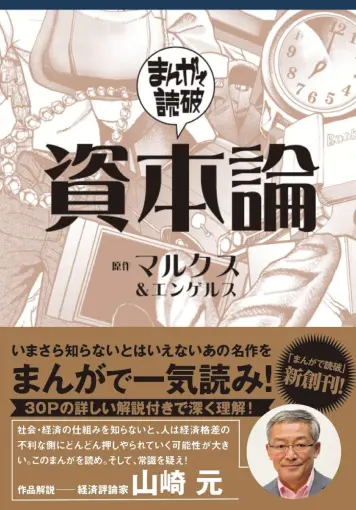 まんがで
読破
資本論
原作 マルクス
&エンゲルス
いまさら知らないとはいえないあの名作を
まんがで一気読み!
「まんがで読破」
新創刊!
30Pの詳しい解説付きで深く理解!
社会・経済の仕組みを知らないと、人は経済格差の
不利な側にどんどん押しやられていく可能性が大き
い。このまんがを読め。そして、常識を疑え!
作品解説――経済評論家 山崎 元